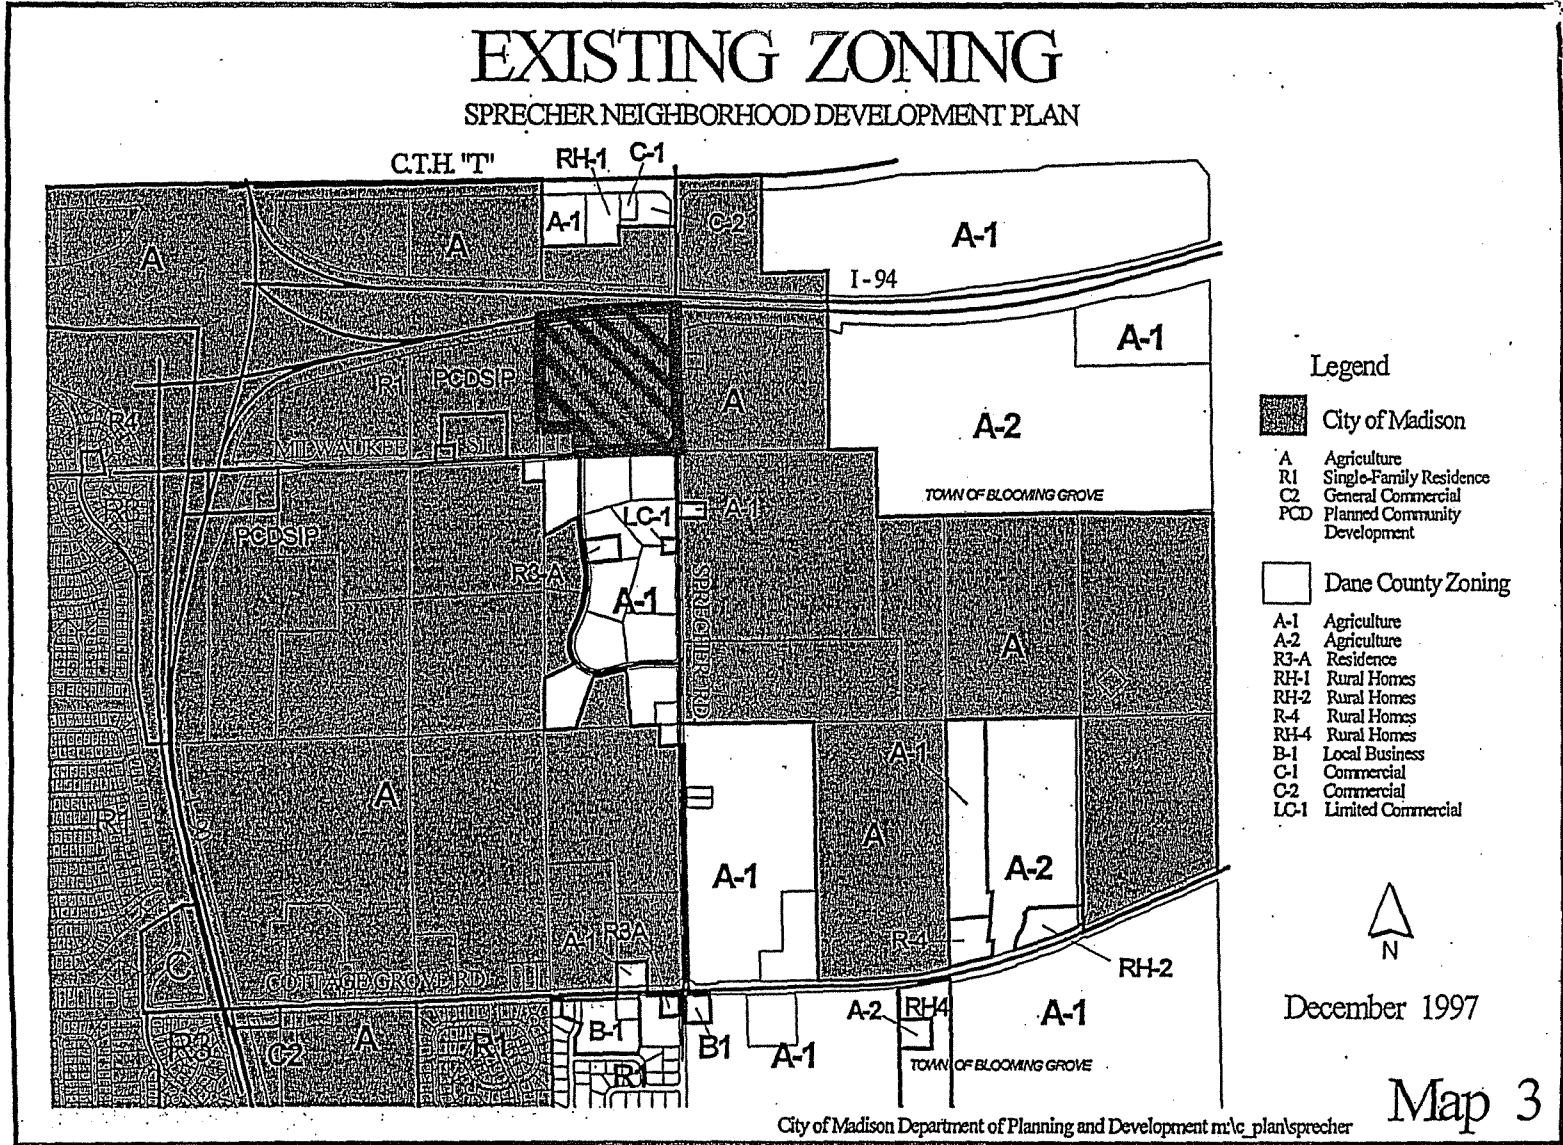 EXISTING ZONING
SPRECHER NEIGHBORHOOD DEVELOPMENT PLAN
C.T.H. "T"
RH-1
C-1
A-1
C-2
A-1
A
A
I-94
A-1
R1
PCDSIP
A
R4
A-2
MILWAUKEE ST
TOWN OF BLOOMING GROVE
LC-1
A-1
R3
PCDSIP
R3-A
A-1
SPRECHER RD
A
A
A-1
R1
A
A-1
A-2
A-1
R3A
R-4
C
COTTAGE GROVE RD
RH-2
B-1
B1
A-2
RH4
A-1
R3
C2
A
R1
A-1
R1
TOWN OF BLOOMING GROVE
Legend
City of Madison
A Agriculture
R1 Single-Family Residence
C2 General Commercial
PCD Planned Community
Development
Dane County Zoning
A-1 Agriculture
A-2 Agriculture
R3-A Residence
RH-1 Rural Homes
RH-2 Rural Homes
R-4 Rural Homes
RH-4 Rural Homes
B-1 Local Business
C-1 Commercial
C-2 Commercial
LC-1 Limited Commercial
N
December 1997
Map 3
City of Madison Department of Planning and Development m:\c_plan\sprecher